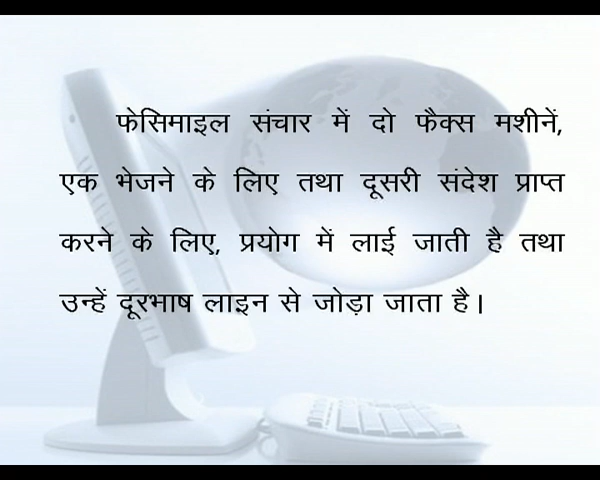 फेसिमाइल संचार में दो फैक्स मशीनें,
एक भेजने के लिए तथा दूसरी संदेश प्राप्त
करने के लिए, प्रयोग में लाई जाती है तथा
उन्हें दूरभाष लाइन से जोड़ा जाता है।